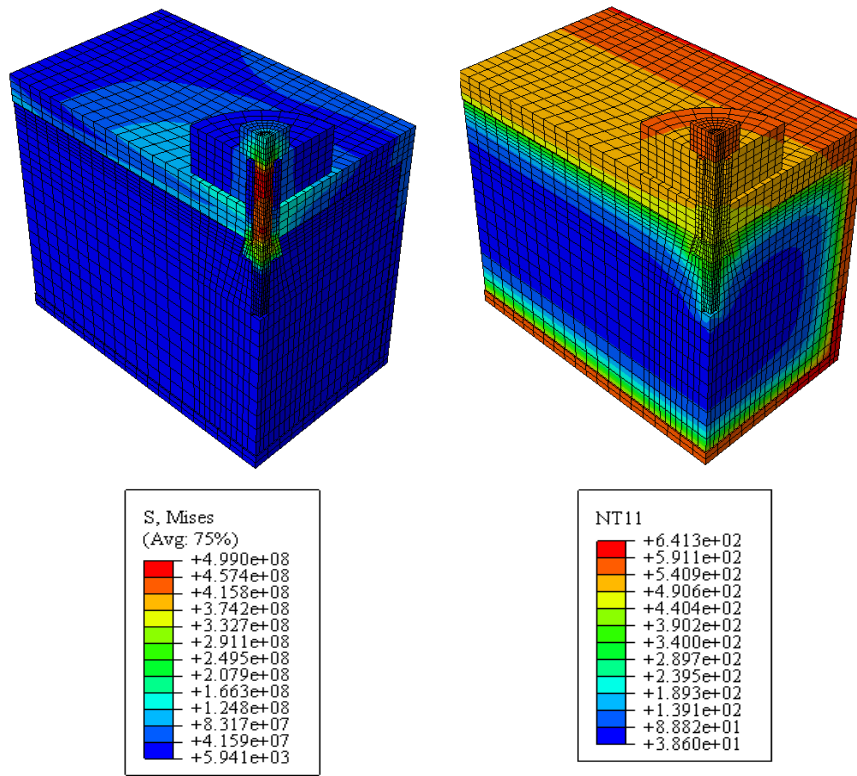 S, Mises
(Avg: 75%)
+4.990e+08
+4.574e+08
+4.158e+08
+3.742e+08
+3.327e+08
+2.911e+08
+2.495e+08
+2.079e+08
+1.663e+08
+1.248e+08
+8.317e+07
+4.159e+07
+5.941e+03
NT11
+6.413e+02
+5.911e+02
+5.409e+02
+4.906e+02
+4.404e+02
+3.902e+02
+3.400e+02
+2.897e+02
+2.395e+02
+1.893e+02
+1.391e+02
+8.882e+01
+3.860e+01